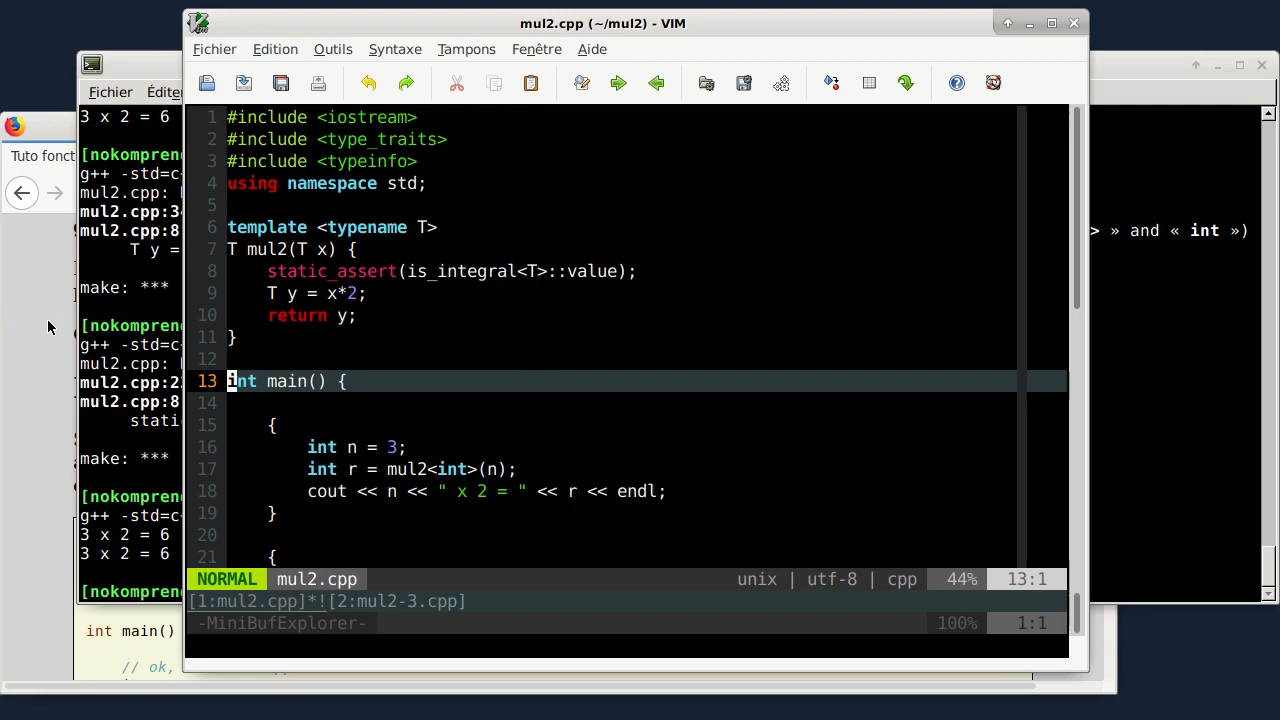 mul2.cpp (~/mul2) - VIM
Fichier Edition Outils Syntaxe Tampons Fenêtre Aide
1 #include <iostream>
2 #include <type_traits>
3 #include <typeinfo>
4 using namespace std;
5
6 template <typename T>
7 T mul2(T x) {
8 static_assert(is_integral<T>::value);
9 T y = x*2;
10 return y;
11 }
12
13 int main() {
14
15 {
16 int n = 3;
17 int r = mul2<int>(n);
18 cout << n << " x 2 = " << r << endl;
19 }
20
21 {
NORMAL mul2.cpp unix | utf-8 | cpp 44% 13:1
[1:mul2.cpp]*![2:mul2-3.cpp]
-MiniBufExplorer- 100% 1:1
Fichier
3 x 2 = 6
[nokompren
g++ -std=c
mul2.cpp:
mul2.cpp:3
mul2.cpp:8
> » and « int »)
T y =
make: ***
[nokompren
g++ -std=c
mul2.cpp:
mul2.cpp:2
mul2.cpp:8
static
make: ***
[nokompren
g++ -std=c
3 x 2 = 6
3 x 2 = 6
[nokompren
Tuto fonct
int main()
// ok,